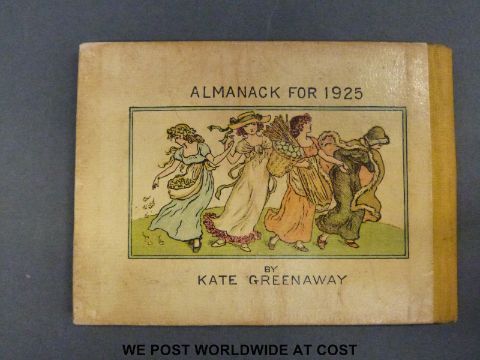 ALMANACK FOR 1925
BY
KATE GREENAWAY
WE POST WORLDWIDE AT COST